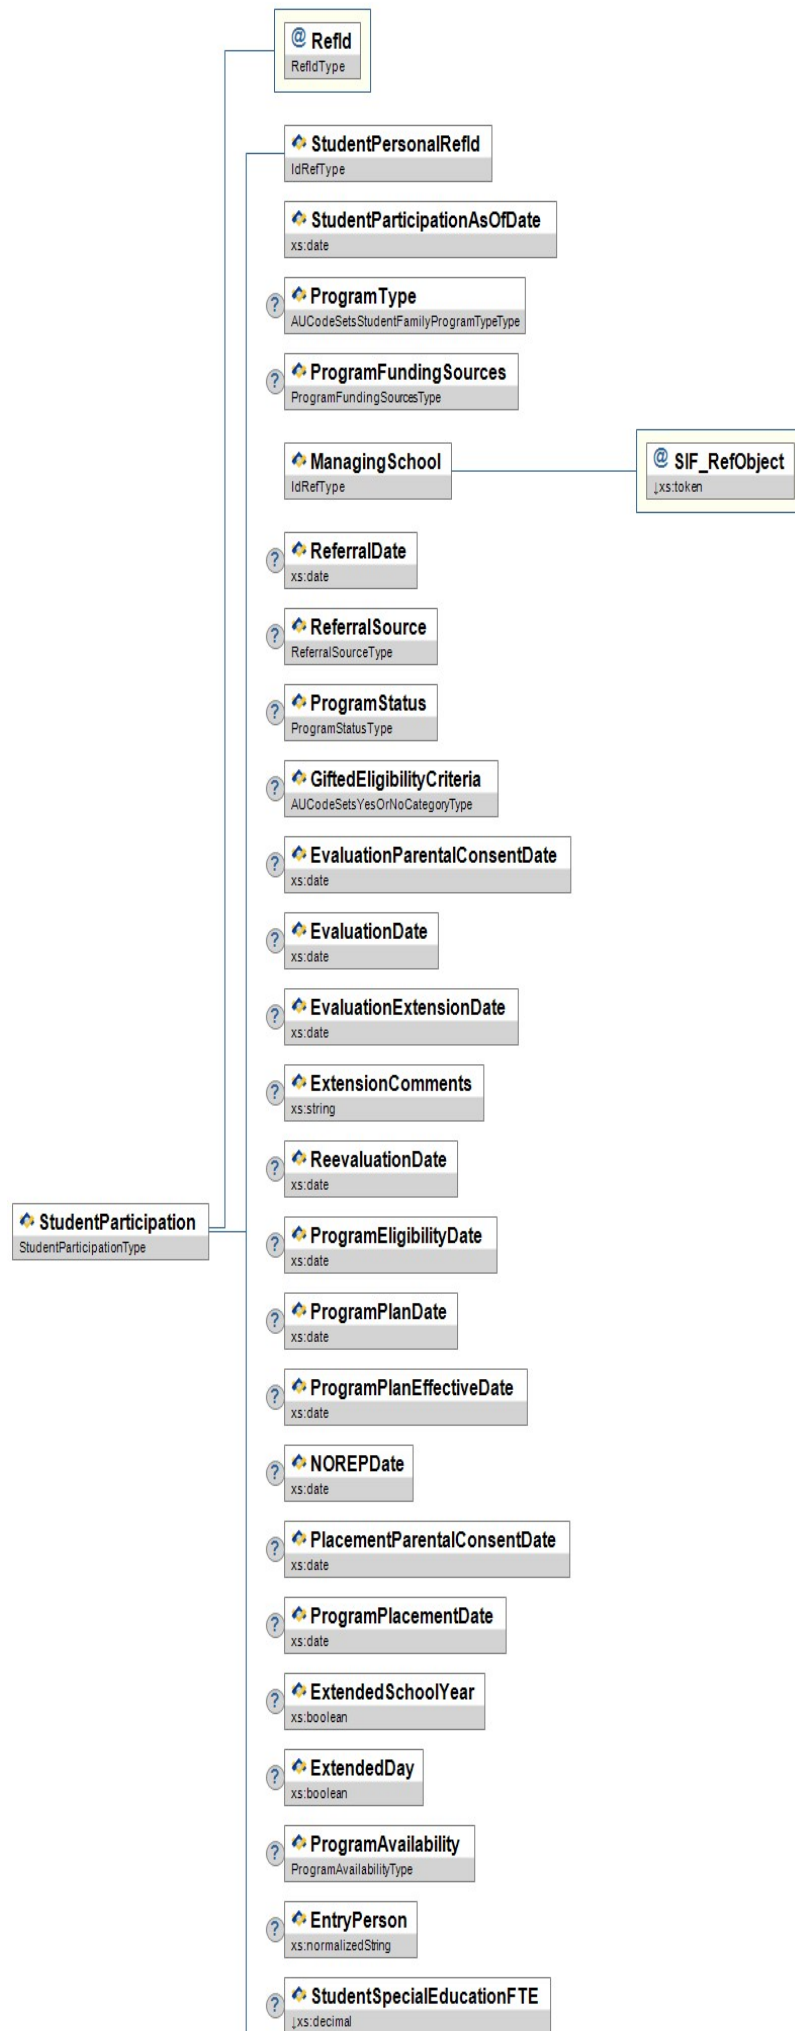 @ RefId
RefIdType
StudentPersonalRefId
IdRefType
StudentParticipationAsOfDate
xs:date
? ProgramType
AUCodeSetsStudentFamilyProgramTypeType
? ProgramFundingSources
ProgramFundingSourcesType
ManagingSchool
IdRefType
@ SIF_RefObject
↓xs:token
? ReferralDate
xs:date
? ReferralSource
ReferralSourceType
? ProgramStatus
ProgramStatusType
? GiftedEligibilityCriteria
AUCodeSetsYesOrNoCategoryType
? EvaluationParentalConsentDate
xs:date
? EvaluationDate
xs:date
? EvaluationExtensionDate
xs:date
? ExtensionComments
xs:string
? ReevaluationDate
xs:date
StudentParticipation
StudentParticipationType
? ProgramEligibilityDate
xs:date
? ProgramPlanDate
xs:date
? ProgramPlanEffectiveDate
xs:date
? NOREPDate
xs:date
? PlacementParentalConsentDate
xs:date
? ProgramPlacementDate
xs:date
? ExtendedSchoolYear
xs:boolean
? ExtendedDay
xs:boolean
? ProgramAvailability
ProgramAvailabilityType
? EntryPerson
xs:normalizedString
? StudentSpecialEducationFTE
↓xs:decimal